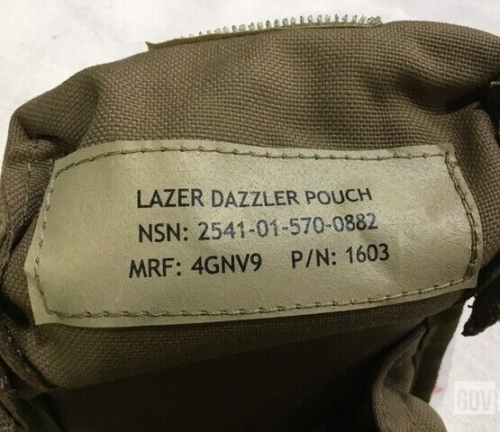 LAZER DAZZLER POUCH
NSN: 2541-01-570-0882
MRF: 4GNV9 P/N: 1603
GOV